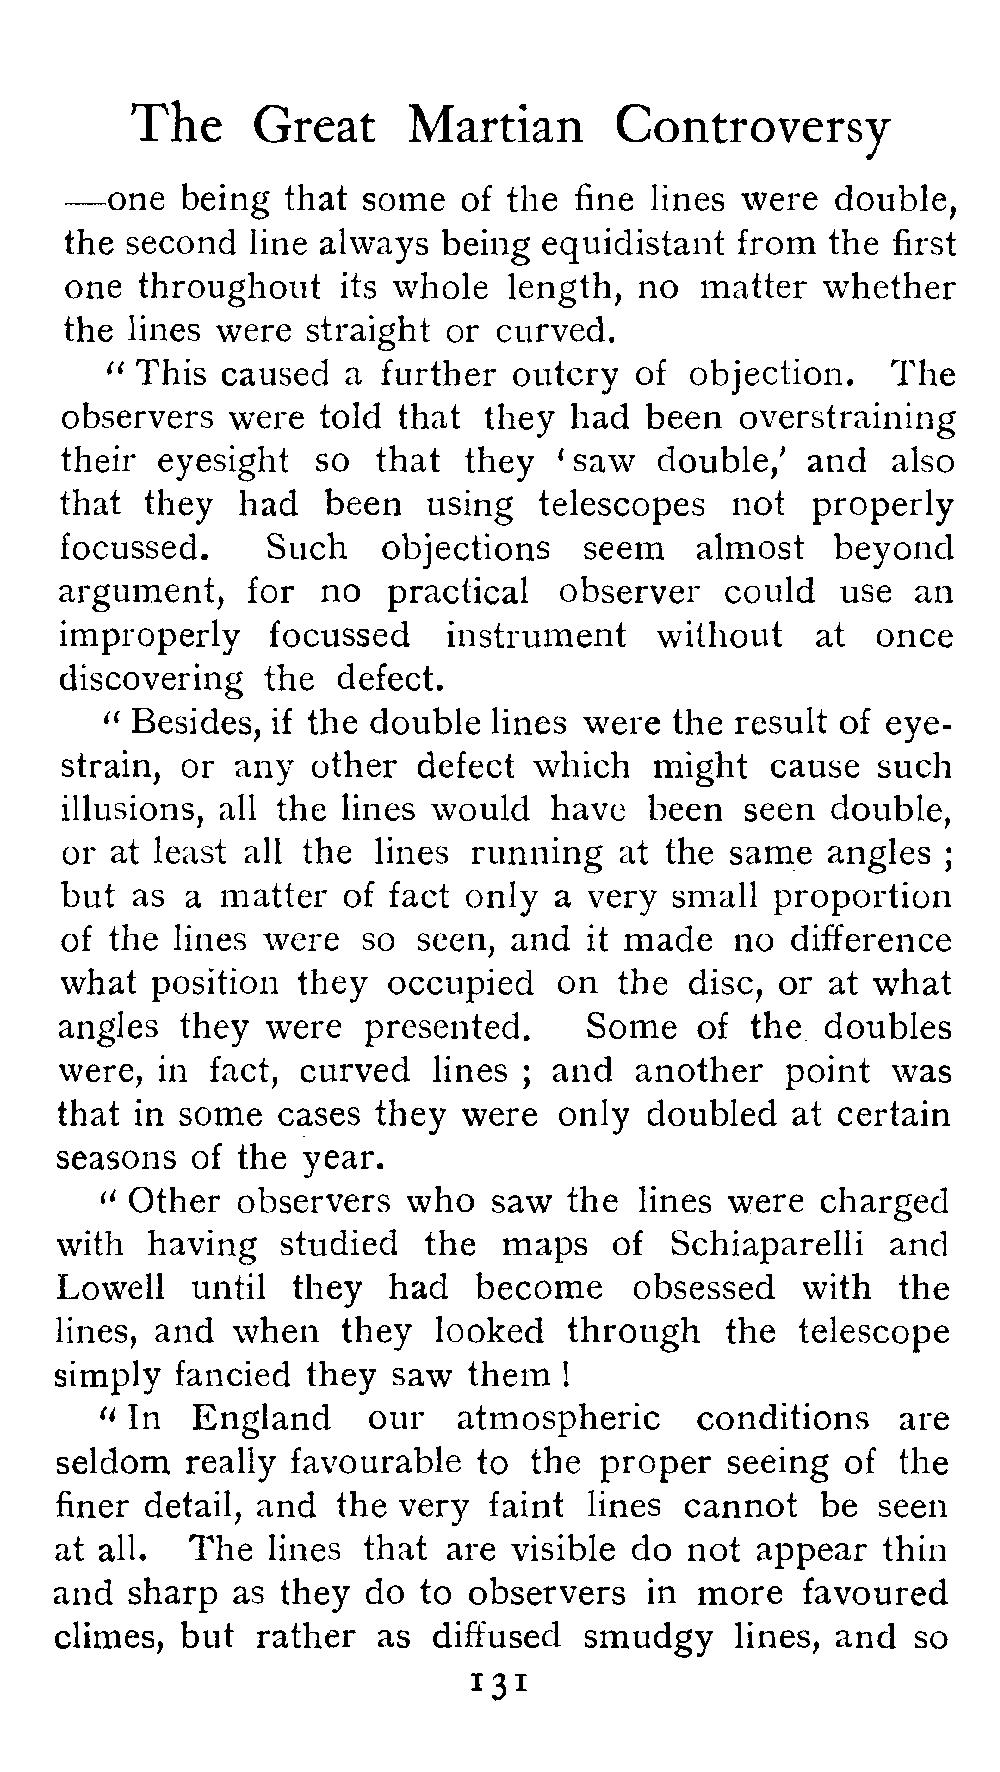 The Great Martian Controversy
—one being that some of the fine lines were double,
the second line always being equidistant from the first
one throughout its whole length, no matter whether
the lines were straight or curved.
“ This caused a further outcry of objection. The
observers were told that they had been overstraining
their eyesight so that they ‘ saw double,’ and also
that they had been using telescopes not properly
focussed. Such objections seem almost beyond
argument, for no practical observer could use an
improperly focussed instrument without at once
discovering the defect.
“ Besides, if the double lines were the result of eye-
strain, or any other defect which might cause such
illusions, all the lines would have been seen double,
or at least all the lines running at the same angles ;
but as a matter of fact only a very small proportion
of the lines were so seen, and it made no difference
what position they occupied on the disc, or at what
angles they were presented. Some of the doubles
were, in fact, curved lines ; and another point was
that in some cases they were only doubled at certain
seasons of the year.
“ Other observers who saw the lines were charged
with having studied the maps of Schiaparelli and
Lowell until they had become obsessed with the
lines, and when they looked through the telescope
simply fancied they saw them !
“ In England our atmospheric conditions are
seldom really favourable to the proper seeing of the
finer detail, and the very faint lines cannot be seen
at all. The lines that are visible do not appear thin
and sharp as they do to observers in more favoured
climes, but rather as diffused smudgy lines, and so
131